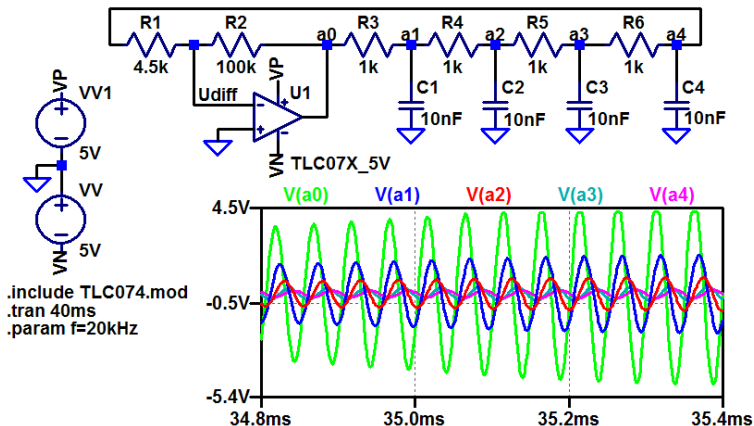 R1 R2 R3 R4 R5 R6
a0 a1 a2 a3 a4
4.5k 100k 1k 1k 1k 1k
VP VV1
VP
Udiff U1
C1 C2 C3 C4
10nF 10nF 10nF 10nF
5V
VN TLC07X_5V
VV
5V
VN
.include TLC074.mod
.tran 40ms
.param f=20kHz
V(a0) V(a1) V(a2) V(a3) V(a4)
4.5V
-0.5V
-5.4V
34.8ms 35.0ms 35.2ms 35.4ms